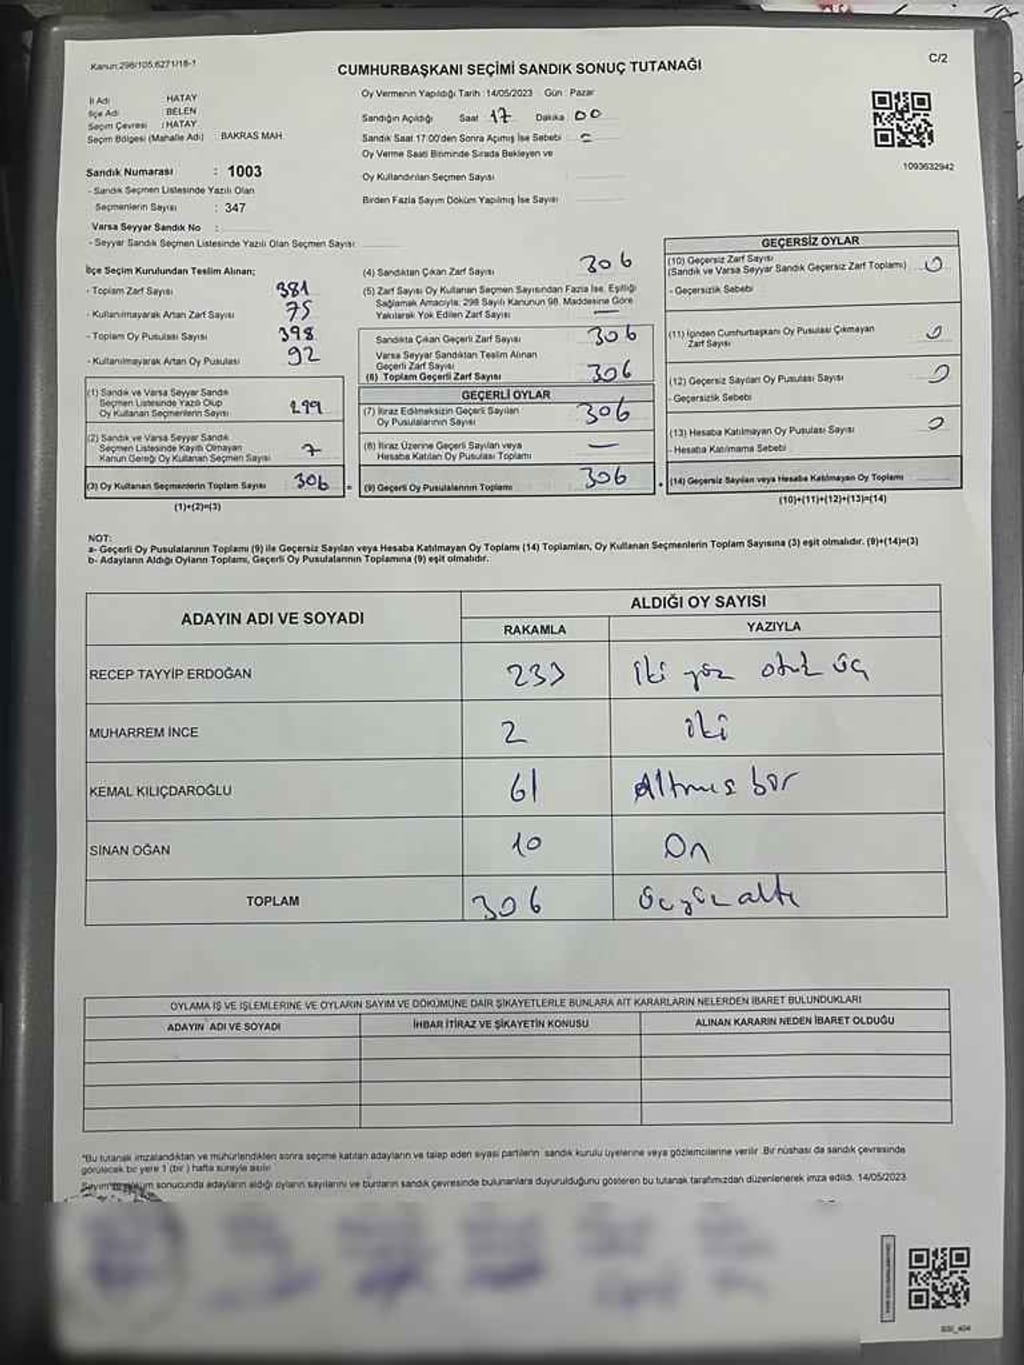 Kanun:298/105,6271/18-1
C/2
CUMHURBAŞKANI SEÇİMİ SANDIK SONUÇ TUTANAĞI
İl Adı : HATAY
İlçe Adı : BELEN
Seçim Çevresi : HATAY
Seçim Bölgesi (Mahalle Adı) : BAKRAS MAH
Sandık Numarası : 1003
- Sandık Seçmen Listesinde Yazılı Olan
Seçmenlerin Sayısı : 347
Varsa Seyyar Sandık No :
- Seyyar Sandık Seçmen Listesinde Yazılı Olan Seçmen Sayısı
Oy Vermenin Yapıldığı Tarih : 14/05/2023 Gün : Pazar
Sandığın Açıldığı Saat 17 Dakika 00
Sandık Saat 17:00'den Sonra Açımış İse Sebebi
Oy Verme Saati Bitiminde Sırada Bekleyen ve
Oy Kullandırılan Seçmen Sayısı
Birden Fazla Sayım Döküm Yapılmış İse Sayısı
1093632942
İlçe Seçim Kurulundan Teslim Alınan;
- Toplam Zarf Sayısı 381
- Kullanılmayarak Artan Zarf Sayısı 75
- Toplam Oy Pusulası Sayısı 398
- Kullanılmayarak Artan Oy Pusulası 92
(1) Sandık ve Varsa Seyyar Sandık
Seçmen Listesinde Yazılı Olup
Oy Kullanan Seçmenlerin Sayısı 299
(2) Sandık ve Varsa Seyyar Sandık
Seçmen Listesinde Kayıtlı Olmayan
Kanun Gereği Oy Kullanan Seçmen Sayısı 7
(3) Oy Kullanan Seçmenlerin Toplam Sayısı 306
(1)+(2)=(3)
(4) Sandıktan Çıkan Zarf Sayısı 306
(5) Zarf Sayısı Oy Kullanan Seçmen Sayısından Fazla İse, Eşitliği
Sağlamak Amacıyla; 298 Sayılı Kanunun 98. Maddesine Göre
Yakılarak Yok Edilen Zarf Sayısı —
Sandıkta Çıkan Geçerli Zarf Sayısı 306
Varsa Seyyar Sandıktan Teslim Alınan
Geçerli Zarf Sayısı
(6) Toplam Geçerli Zarf Sayısı 306
GEÇERLİ OYLAR
(7) İtiraz Edilmeksizin Geçerli Sayılan
Oy Pusulalarının Sayısı 306
(8) İtiraz Üzerine Geçerli Sayılan veya
Hesaba Katılan Oy Pusulası Toplamı —
(9) Geçerli Oy Pusulalarının Toplamı 306
GEÇERSİZ OYLAR
(10) Geçersiz Zarf Sayısı
(Sandık ve Varsa Seyyar Sandık Geçersiz Zarf Toplamı) 0
- Geçersizlik Sebebi
(11) İçinden Cumhurbaşkanı Oy Pusulası Çıkmayan
Zarf Sayısı 0
(12) Geçersiz Sayılan Oy Pusulası Sayısı 0
- Geçersizlik Sebebi
(13) Hesaba Katılmayan Oy Pusulası Sayısı 0
- Hesaba Katılmama Sebebi
(14) Geçersiz Sayılan veya Hesaba Katılmayan Oy Toplamı
(10)+(11)+(12)+(13)=(14)
NOT:
a- Geçerli Oy Pusulalarının Toplamı (9) ile Geçersiz Sayılan veya Hesaba Katılmayan Oy Toplamı (14) Toplamları, Oy Kullanan Seçmenlerin Toplam Sayısına (3) eşit olmalıdır. (9)+(14)=(3)
b- Adayların Aldığı Oyların Toplamı, Geçerli Oy Pusulalarının Toplamına (9) eşit olmalıdır.
ADAYIN ADI VE SOYADI
ALDIĞI OY SAYISI
RAKAMLA YAZIYLA
RECEP TAYYİP ERDOĞAN 233 iki yüz otuz üç
MUHARREM İNCE 2 iki
KEMAL KILIÇDAROĞLU 61 Altmış bir
SİNAN OĞAN 10 On
TOPLAM 306 üçyüz altı
OYLAMA İŞ VE İŞLEMLERİNE VE OYLARIN SAYIM VE DÖKÜMÜNE DAİR ŞİKAYETLERLE BUNLARA AİT KARARLARIN NELERDEN İBARET BULUNDUKLARI
ADAYIN ADI VE SOYADI İHBAR İTİRAZ VE ŞİKAYETİN KONUSU ALINAN KARARIN NEDEN İBARET OLDUĞU
*Bu tutanak imzalandıktan ve mühürlendikten sonra seçime katılan adayların ve talep eden siyasi partilerin sandık kurulu üyelerine veya gözlemcilerine verilir. Bir nüshası da sandık çevresinde
görülecek bir yere 1 (bir) hafta süreyle asılır.
sonucunda adayların aldığı oyların sayılarını ve bunların sandık çevresinde bulunanlara duyurulduğunu gösteren bu tutanak tarafımızdan düzenlenerek imza edildi. 14/05/2023